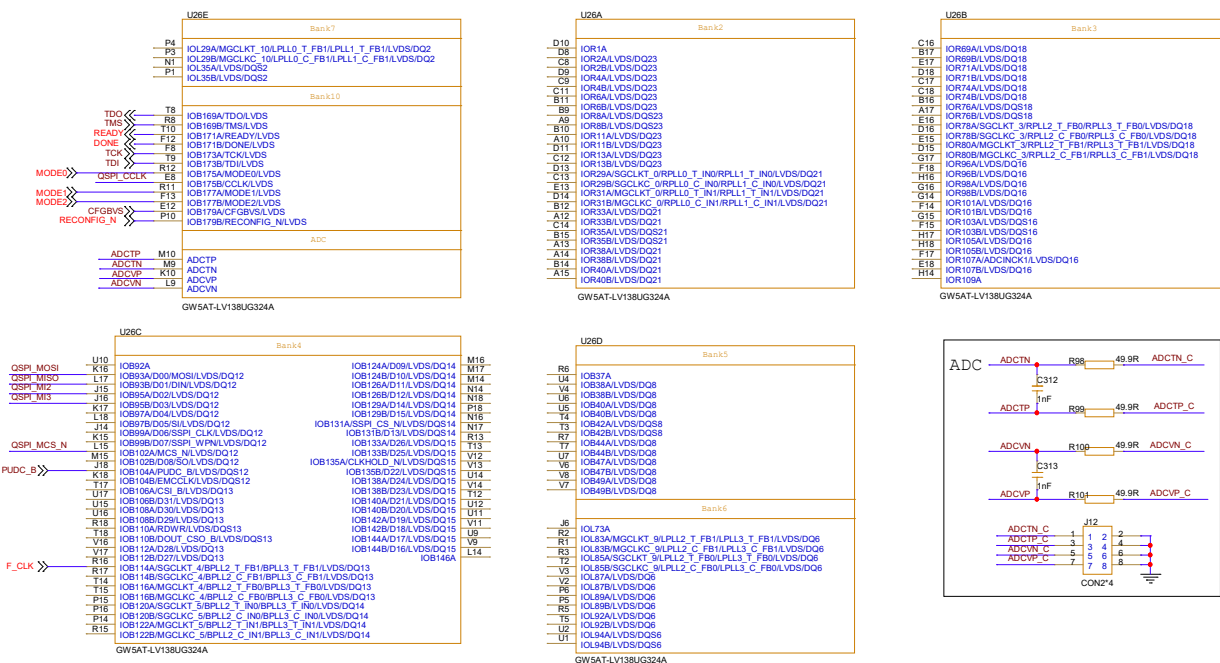 U26E
Bank7
P4 IOL29A/MGCLKT_10/LPLL0_T_FB1/LPLL1_T_FB1/LVDS/DQ2
P3 IOL29B/MGCLKC_10/LPLL0_C_FB1/LPLL1_C_FB1/LVDS/DQ2
N1 IOL35A/LVDS/DQS2
P1 IOL35B/LVDS/DQS2
Bank10
TDO T8 IOB169A/TDO/LVDS
TMS R8 IOB169B/TMS/LVDS
READY T10 IOB171A/READY/LVDS
DONE F12 IOB171B/DONE/LVDS
TCK F8 IOB173A/TCK/LVDS
TDI T9 IOB173B/TDI/LVDS
MODE0 R12 IOB175A/MODE0/LVDS
QSPI_CCLK E8 IOB175B/CCLK/LVDS
MODE1 R11 IOB177A/MODE1/LVDS
MODE2 F13 IOB177B/MODE2/LVDS
CFGBVS E12 IOB179A/CFGBVS/LVDS
RECONFIG_N P10 IOB179B/RECONFIG_N/LVDS
ADC
ADCTP M10 ADCTP
ADCTN M9 ADCTN
ADCVP K10 ADCVP
ADCVN L9 ADCVN
GW5AT-LV138UG324A
U26A
Bank2
D10 IOR1A
D8 IOR2A/LVDS/DQ23
C8 IOR2B/LVDS/DQ23
D9 IOR4A/LVDS/DQ23
C9 IOR4B/LVDS/DQ23
C11 IOR6A/LVDS/DQ23
B11 IOR6B/LVDS/DQ23
B9 IOR8A/LVDS/DQS23
A9 IOR8B/LVDS/DQS23
B10 IOR11A/LVDS/DQ23
A10 IOR11B/LVDS/DQ23
D11 IOR13A/LVDS/DQ23
C12 IOR13B/LVDS/DQ23
D13 IOR29A/SGCLKT_0/RPLL0_T_IN0/RPLL1_T_IN0/LVDS/DQ21
C13 IOR29B/SGCLKC_0/RPLL0_C_IN0/RPLL1_C_IN0/LVDS/DQ21
E13 IOR31A/MGCLKT_0/RPLL0_T_IN1/RPLL1_T_IN1/LVDS/DQ21
D14 IOR31B/MGCLKC_0/RPLL0_C_IN1/RPLL1_C_IN1/LVDS/DQ21
B12 IOR33A/LVDS/DQ21
A12 IOR33B/LVDS/DQ21
C14 IOR35A/LVDS/DQS21
B15 IOR35B/LVDS/DQS21
A13 IOR38A/LVDS/DQ21
A14 IOR38B/LVDS/DQ21
B14 IOR40A/LVDS/DQ21
A15 IOR40B/LVDS/DQ21
GW5AT-LV138UG324A
U26B
Bank3
C16 IOR69A/LVDS/DQ18
B17 IOR69B/LVDS/DQ18
E17 IOR71A/LVDS/DQ18
D18 IOR71B/LVDS/DQ18
C17 IOR74A/LVDS/DQ18
C18 IOR74B/LVDS/DQ18
B16 IOR76A/LVDS/DQS18
A17 IOR76B/LVDS/DQS18
E16 IOR78A/SGCLKT_3/RPLL2_T_FB0/RPLL3_T_FB0/LVDS/DQ18
D16 IOR78B/SGCLKC_3/RPLL2_C_FB0/RPLL3_C_FB0/LVDS/DQ18
E15 IOR80A/MGCLKT_3/RPLL2_T_FB1/RPLL3_T_FB1/LVDS/DQ18
D15 IOR80B/MGCLKC_3/RPLL2_C_FB1/RPLL3_C_FB1/LVDS/DQ18
G17 IOR96A/LVDS/DQ16
F18 IOR96B/LVDS/DQ16
H16 IOR98A/LVDS/DQ16
G16 IOR98B/LVDS/DQ16
G14 IOR101A/LVDS/DQ16
F14 IOR101B/LVDS/DQ16
G15 IOR103A/LVDS/DQS16
F15 IOR103B/LVDS/DQS16
H17 IOR105A/LVDS/DQ16
H18 IOR105B/LVDS/DQ16
F17 IOR107A/ADCINCK1/LVDS/DQ16
E18 IOR107B/LVDS/DQ16
H14 IOR109A
GW5AT-LV138UG324A
U26C
Bank4
U10 IOB92A
QSPI_MOSI K16 IOB93A/D00/MOSI/LVDS/DQ12
QSPI_MISO L17 IOB93B/D01/DIN/LVDS/DQ12
QSPI_MI2 J15 IOB95A/D02/LVDS/DQ12
QSPI_MI3 J16 IOB95B/D03/LVDS/DQ12
K17 IOB97A/D04/LVDS/DQ12
L18 IOB97B/D05/SI/LVDS/DQ12
J14 IOB99A/D06/SSPI_CLK/LVDS/DQ12
K15 IOB99B/D07/SSPI_WPN/LVDS/DQ12
QSPI_MCS_N L15 IOB102A/MCS_N/LVDS/DQ12
M15 IOB102B/D08/SO/LVDS/DQ12
PUDC_B J18 IOB104A/PUDC_B/LVDS/DQS12
K18 IOB104B/EMCCLK/LVDS/DQS12
T17 IOB106A/CSI_B/LVDS/DQ13
U17 IOB106B/D31/LVDS/DQ13
U15 IOB108A/D30/LVDS/DQ13
U16 IOB108B/D29/LVDS/DQ13
R18 IOB110A/RDWR/LVDS/DQS13
T18 IOB110B/DOUT_CSO_B/LVDS/DQS13
V16 IOB112A/D28/LVDS/DQ13
V17 IOB112B/D27/LVDS/DQ13
F_CLK R16 IOB114A/SGCLKT_4/BPLL2_T_FB1/BPLL3_T_FB1/LVDS/DQ13
R17 IOB114B/SGCLKC_4/BPLL2_C_FB1/BPLL3_C_FB1/LVDS/DQ13
T14 IOB116A/MGCLKT_4/BPLL2_T_FB0/BPLL3_T_FB0/LVDS/DQ13
T15 IOB116B/MGCLKC_4/BPLL2_C_FB0/BPLL3_C_FB0/LVDS/DQ13
P15 IOB120A/SGCLKT_5/BPLL2_T_IN0/BPLL3_T_IN0/LVDS/DQ14
P16 IOB120B/SGCLKC_5/BPLL2_C_IN0/BPLL3_C_IN0/LVDS/DQ14
P14 IOB122A/MGCLKT_5/BPLL2_T_IN1/BPLL3_T_IN1/LVDS/DQ14
R15 IOB122B/MGCLKC_5/BPLL2_C_IN1/BPLL3_C_IN1/LVDS/DQ14
IOB124A/D09/LVDS/DQ14 M16
IOB124B/D10/LVDS/DQ14 M17
IOB126A/D11/LVDS/DQ14 M14
IOB126B/D12/LVDS/DQ14 N14
IOB129A/D14/LVDS/DQ14 N18
IOB129B/D15/LVDS/DQ14 P18
IOB131A/SSPI_CS_N/LVDS/DQS14 N16
IOB131B/D13/LVDS/DQS14 N17
IOB133A/D26/LVDS/DQ15 R13
IOB133B/D25/LVDS/DQ15 T13
IOB135A/CLKHOLD_N/LVDS/DQS15 V12
IOB135B/D22/LVDS/DQS15 V13
IOB138A/D24/LVDS/DQ15 U14
IOB138B/D23/LVDS/DQ15 V14
IOB140A/D21/LVDS/DQ15 T12
IOB140B/D20/LVDS/DQ15 U12
IOB142A/D19/LVDS/DQ15 U11
IOB142B/D18/LVDS/DQ15 V11
IOB144A/D17/LVDS/DQ15 U9
IOB144B/D16/LVDS/DQ15 V9
IOB146A L14
GW5AT-LV138UG324A
U26D
Bank5
R6 IOB37A
U4 IOB38A/LVDS/DQ8
V4 IOB38B/LVDS/DQ8
U6 IOB40A/LVDS/DQ8
U5 IOB40B/LVDS/DQ8
T4 IOB42A/LVDS/DQS8
T3 IOB42B/LVDS/DQS8
R7 IOB44A/LVDS/DQ8
T7 IOB44B/LVDS/DQ8
U7 IOB47A/LVDS/DQ8
V6 IOB47B/LVDS/DQ8
V8 IOB49A/LVDS/DQ8
V7 IOB49B/LVDS/DQ8
Bank6
J6 IOL73A
R2 IOL83A/MGCLKT_9/LPLL2_T_FB1/LPLL3_T_FB1/LVDS/DQ6
R1 IOL83B/MGCLKC_9/LPLL2_C_FB1/LPLL3_C_FB1/LVDS/DQ6
R3 IOL85A/SGCLKT_9/LPLL2_T_FB0/LPLL3_T_FB0/LVDS/DQ6
T2 IOL85B/SGCLKC_9/LPLL2_C_FB0/LPLL3_C_FB0/LVDS/DQ6
V3 IOL87A/LVDS/DQ6
V2 IOL87B/LVDS/DQ6
P6 IOL89A/LVDS/DQ6
P5 IOL89B/LVDS/DQ6
R5 IOL92A/LVDS/DQ6
T5 IOL92B/LVDS/DQ6
U2 IOL94A/LVDS/DQS6
U1 IOL94B/LVDS/DQS6
GW5AT-LV138UG324A
ADC
ADCTN R98 49.9R ADCTN_C
C312
1nF
ADCTP R99 49.9R ADCTP_C
ADCVN R100 49.9R ADCVN_C
C313
1nF
ADCVP R101 49.9R ADCVP_C
J12
ADCTN_C 1 1 2 2
ADCTP_C 3 3 4 4
ADCVN_C 5 5 6 6
ADCVP_C 7 7 8 8
CON2*4